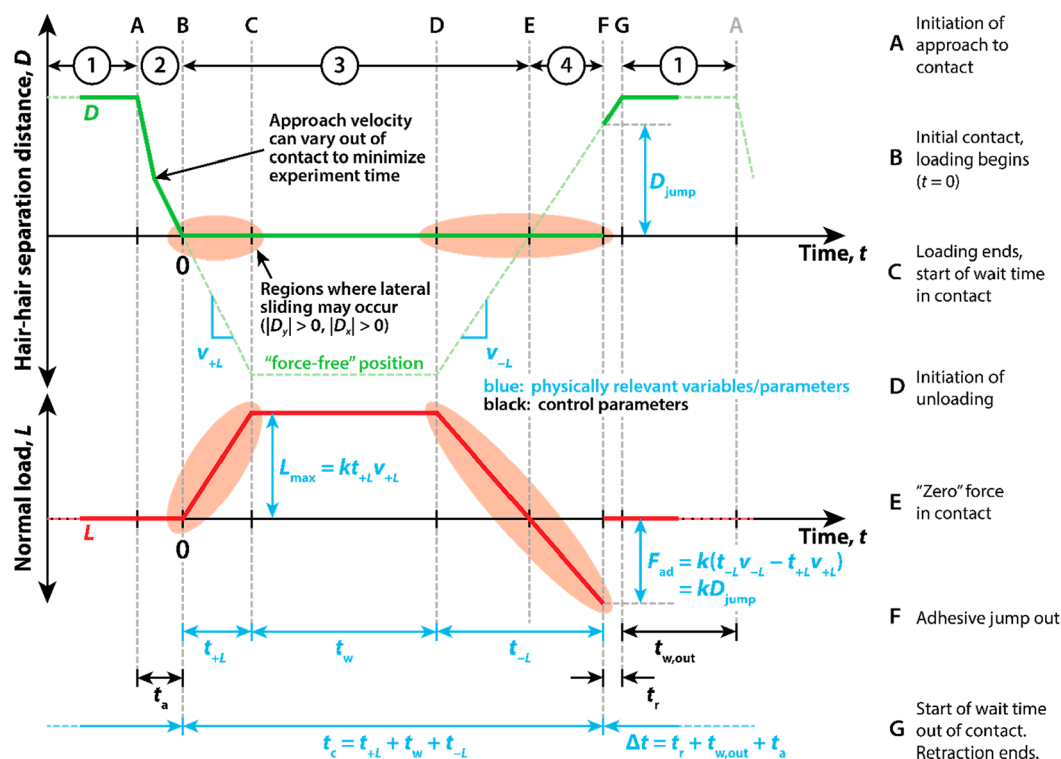 A B C D E F G A
1 2 3 4 1
Hair-hair separation distance, D
D
Approach velocity
can vary out of
contact to minimize
experiment time
D_jump
0
Time, t
Regions where lateral
sliding may occur
(|D_y| > 0, |D_x| > 0)
v_+L
v_–L
“force-free” position
blue: physically relevant variables/parameters
black: control parameters
Normal load, L
L_max = kt_+L v_+L
L
0
Time, t
F_ad = k(t_–L v_–L – t_+L v_+L)
= kD_jump
t_+L t_w t_–L t_w,out
t_a t_r
t_c = t_+L + t_w + t_–L
Δt = t_r + t_w,out + t_a
A Initiation of
approach to
contact
B Initial contact,
loading begins
(t = 0)
C Loading ends,
start of wait time
in contact
D Initiation of
unloading
E “Zero” force
in contact
F Adhesive jump out
G Start of wait time
out of contact.
Retraction ends.